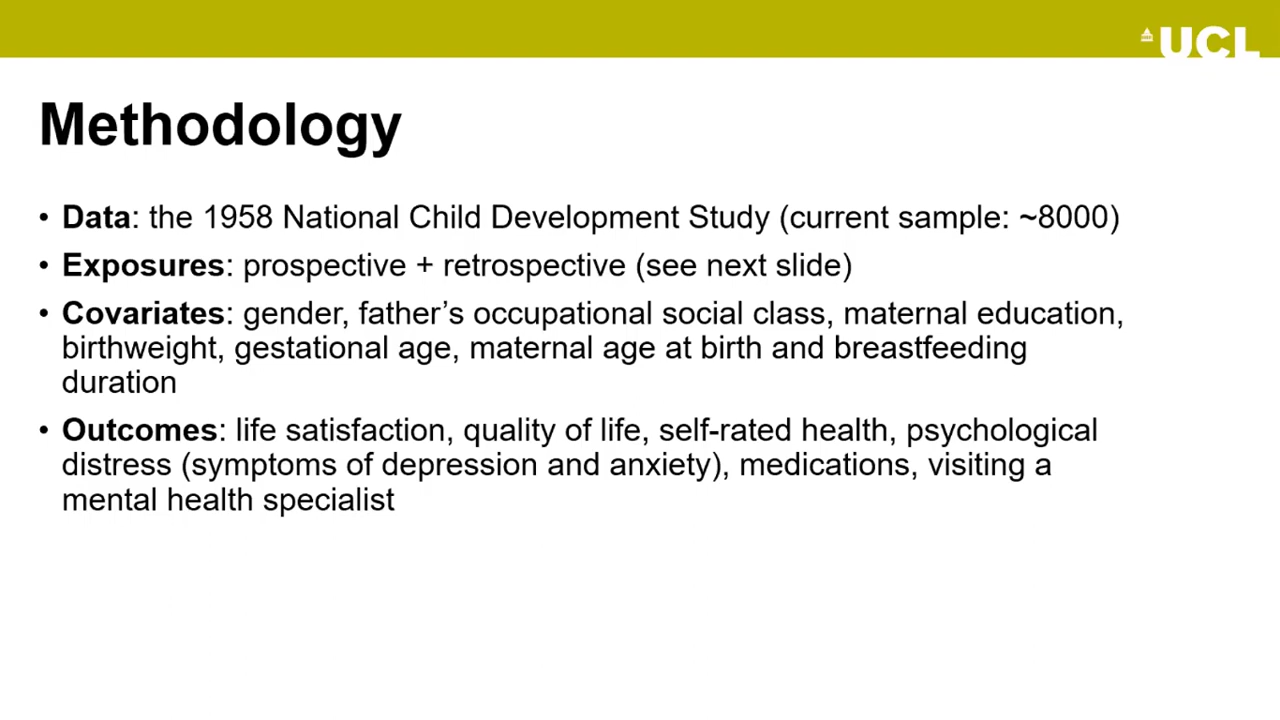 UCL
Methodology
• Data: the 1958 National Child Development Study (current sample: ~8000)
• Exposures: prospective + retrospective (see next slide)
• Covariates: gender, father’s occupational social class, maternal education,
birthweight, gestational age, maternal age at birth and breastfeeding
duration
• Outcomes: life satisfaction, quality of life, self-rated health, psychological
distress (symptoms of depression and anxiety), medications, visiting a
mental health specialist